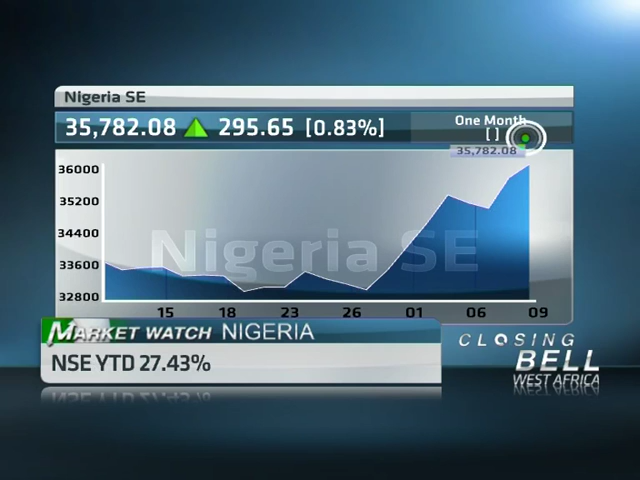 Nigeria SE
35,782.08 295.65 [0.83%]
One Month
[ ]
35,782.08
36000
35200
34400
33600
32800
Nigeria SE
15 18 23 26 01 06 09
MARKET WATCH NIGERIA
NSE YTD 27.43%
CLOSING
BELL
WEST AFRICA